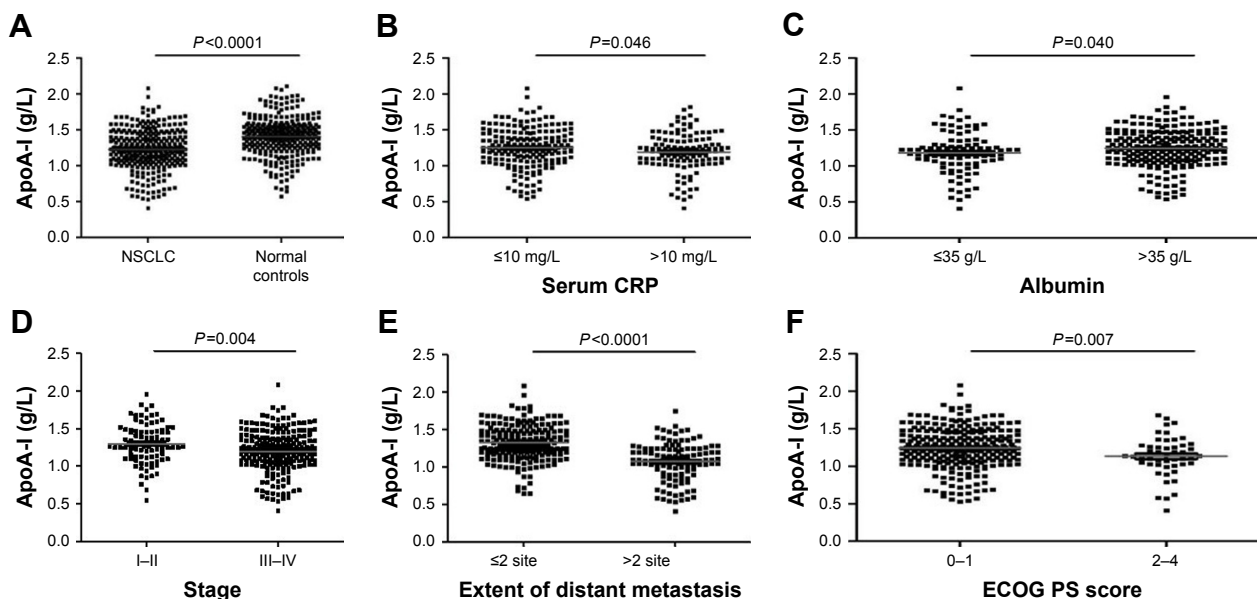 A
P<0.0001
ApoA-I (g/L)
2.5
2.0
1.5
1.0
0.5
0.0
NSCLC
Normal
controls
B
P=0.046
ApoA-I (g/L)
2.5
2.0
1.5
1.0
0.5
0.0
≤10 mg/L
>10 mg/L
Serum CRP
C
P=0.040
ApoA-I (g/L)
2.5
2.0
1.5
1.0
0.5
0.0
≤35 g/L
>35 g/L
Albumin
D
P=0.004
ApoA-I (g/L)
2.5
2.0
1.5
1.0
0.5
0.0
I–II
III–IV
Stage
E
P<0.0001
ApoA-I (g/L)
2.5
2.0
1.5
1.0
0.5
0.0
≤2 site
>2 site
Extent of distant metastasis
F
P=0.007
ApoA-I (g/L)
2.5
2.0
1.5
1.0
0.5
0.0
0–1
2–4
ECOG PS score